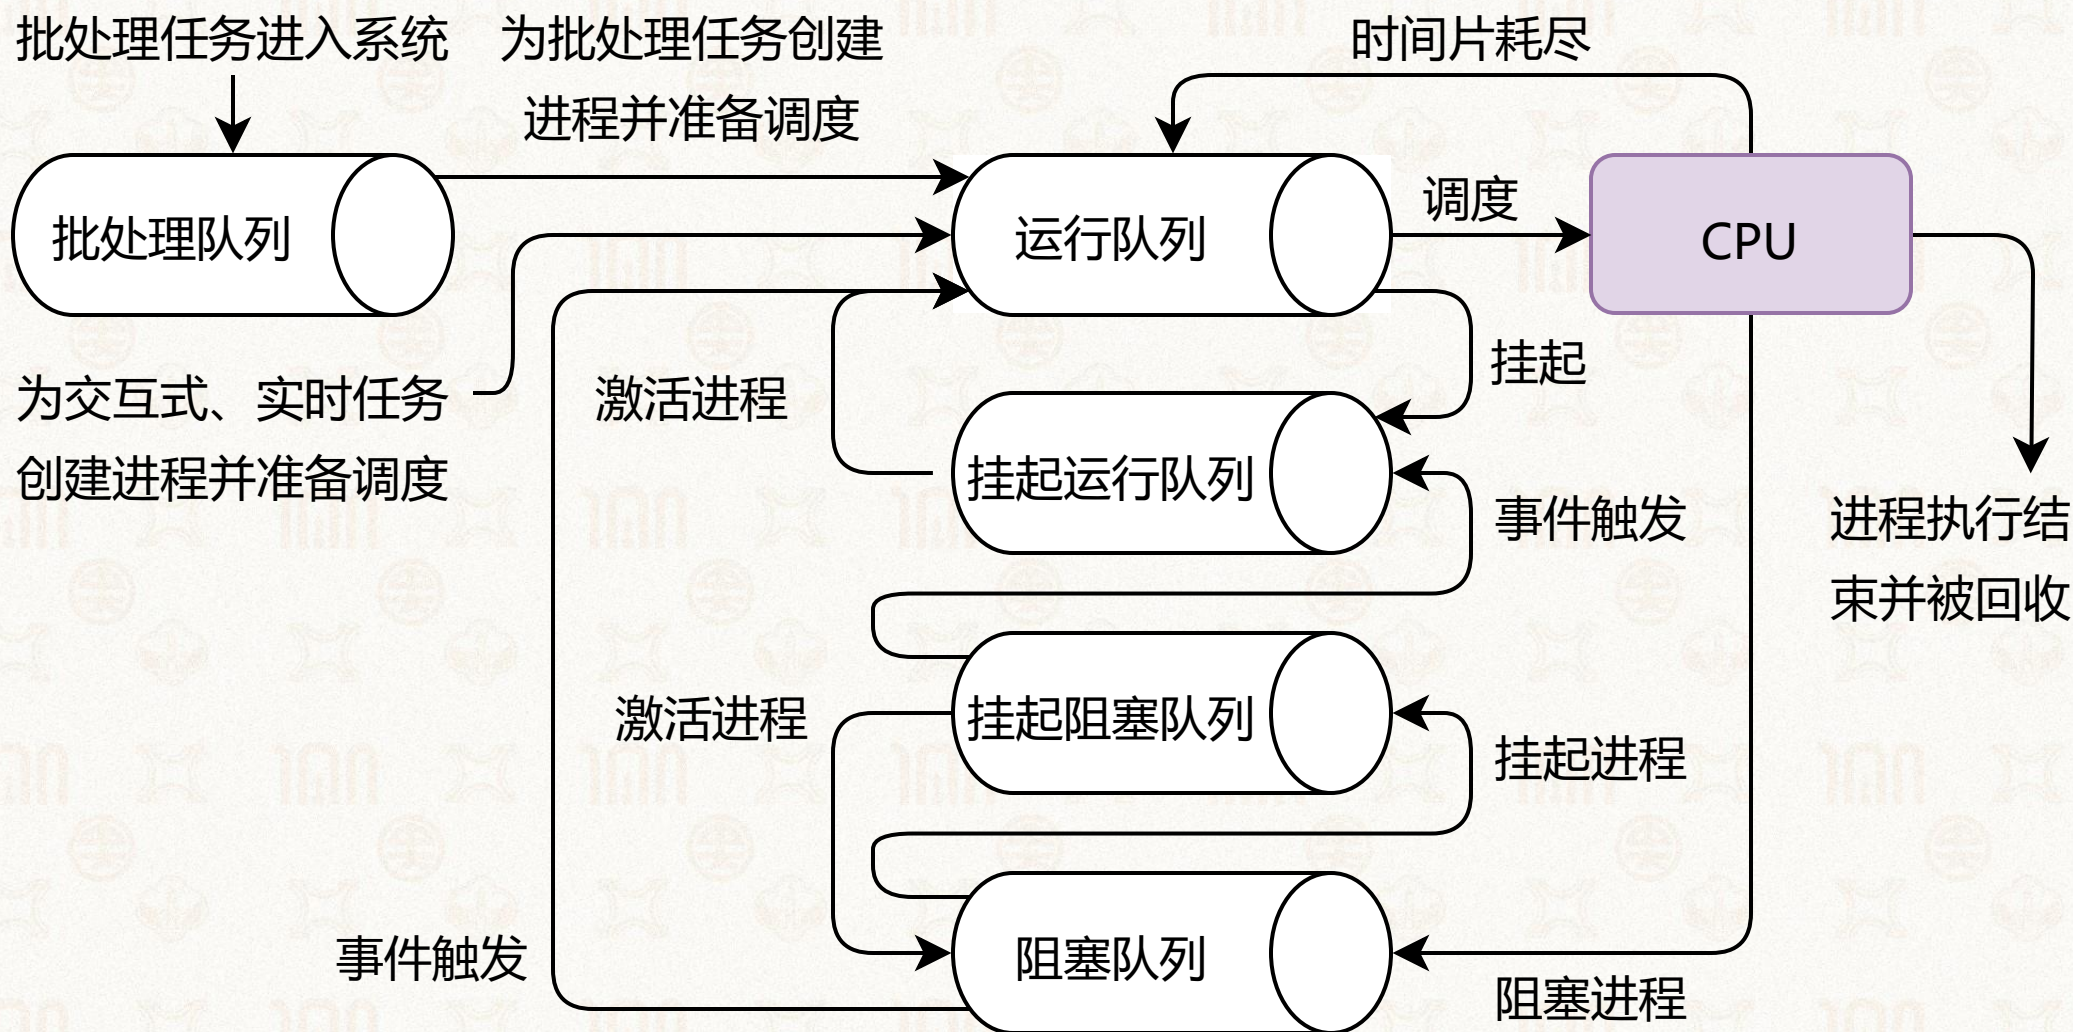 批处理任务进入系统
为批处理任务创建
进程并准备调度
时间片耗尽
批处理队列
运行队列
调度
CPU
挂起
为交互式、实时任务
创建进程并准备调度
激活进程
挂起运行队列
事件触发
进程执行结
束并被回收
激活进程
挂起阻塞队列
挂起进程
事件触发
阻塞队列
阻塞进程